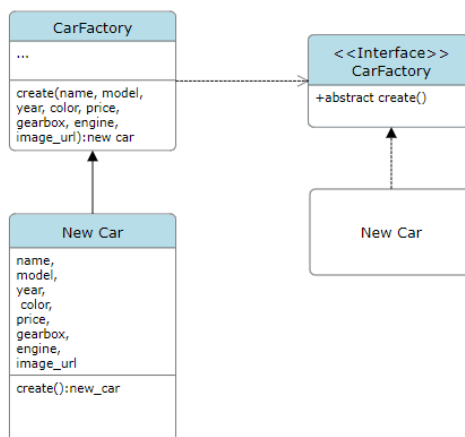 CarFactory
...
create(name, model,
year, color, price,
gearbox, engine,
image_url):new car
<<Interface>>
CarFactory
+abstract create()
New Car
name,
model,
year,
color,
price,
gearbox,
engine,
image_url
create():new_car
New Car